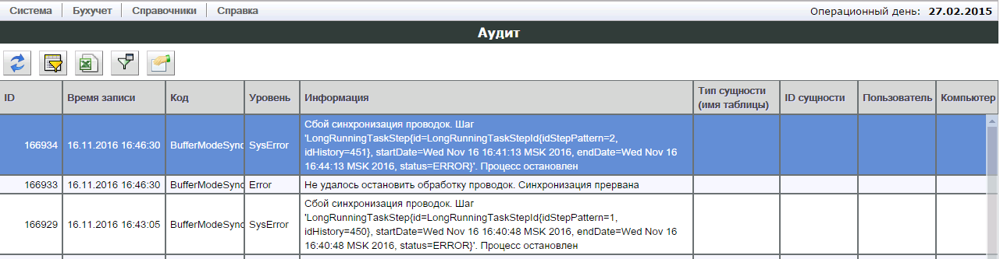 Система Бухучет Справочники Справка Операционный день: 27.02.2015
Аудит
ID Время записи Код Уровень Информация Тип сущности (имя таблицы) ID сущности Пользователь Компьютер
166934 16.11.2016 16:46:30 BufferModeSync SysError Сбой синхронизация проводок. Шаг
'LongRunningTaskStep{id=LongRunningTaskStepId{idStepPattern=2,
idHistory=451}, startDate=Wed Nov 16 16:41:13 MSK 2016, endDate=Wed Nov 16
16:44:13 MSK 2016, status=ERROR}'. Процесс остановлен
166933 16.11.2016 16:46:30 BufferModeSync Error Не удалось остановить обработку проводок. Синхронизация прервана
166929 16.11.2016 16:43:05 BufferModeSync SysError Сбой синхронизация проводок. Шаг
'LongRunningTaskStep{id=LongRunningTaskStepId{idStepPattern=1,
idHistory=450}, startDate=Wed Nov 16 16:40:48 MSK 2016, endDate=Wed Nov 16
16:40:48 MSK 2016, status=ERROR}'. Процесс остановлен